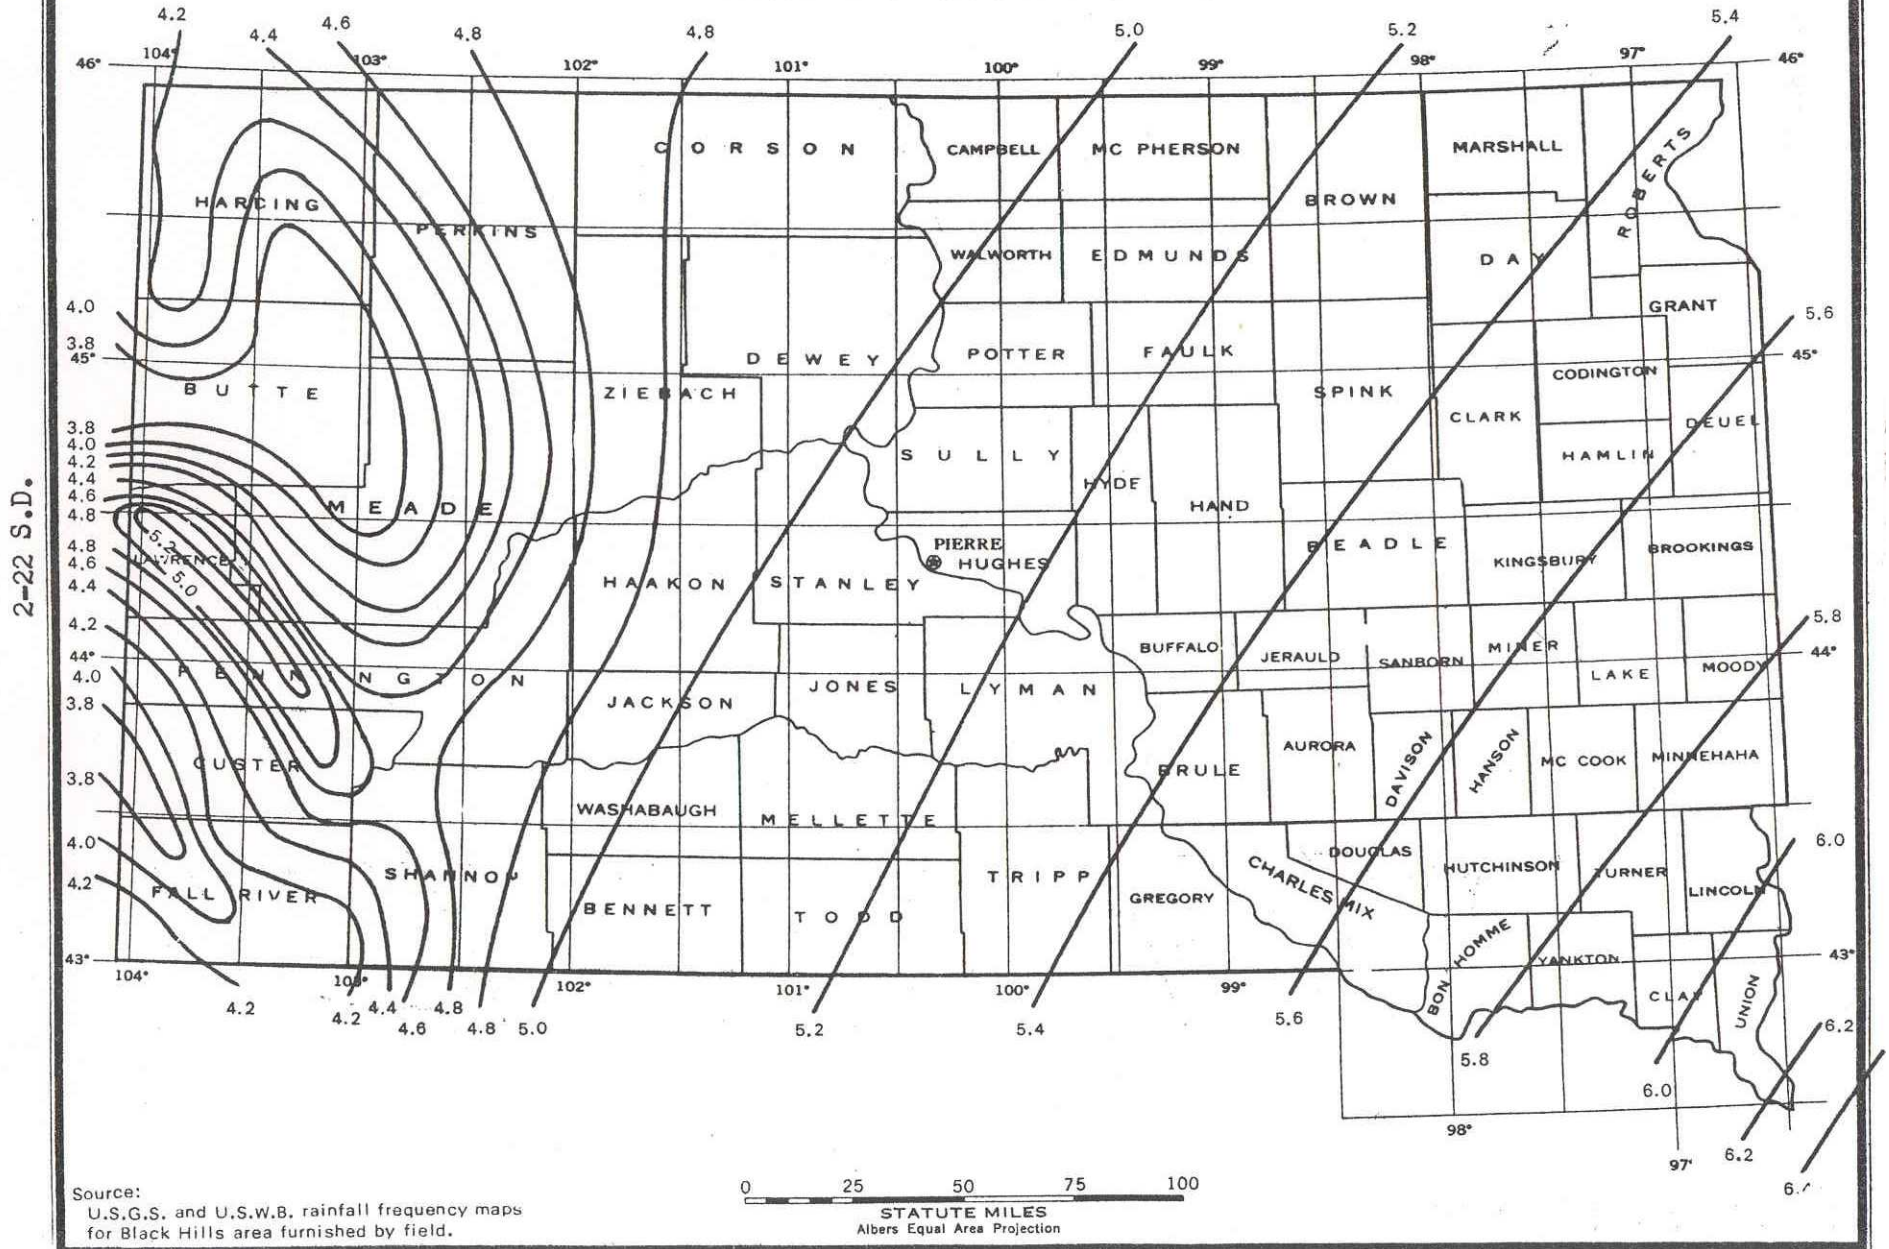 4.2
4.4
4.6
4.8
4.8
5.0
5.2
5.4
46°
104°
103°
102°
101°
100°
99°
98°
97°
46°
CORSON
CAMPBELL
MC PHERSON
MARSHALL
ROBERTS
HARDING
PERKINS
BROWN
WALWORTH
EDMUNDS
DAY
4.0
GRANT
5.6
3.8
45°
DEWEY
POTTER
FAULK
45°
BUTTE
ZIEBACH
SPINK
CODINGTON
CLARK
DEUEL
3.8
4.0
4.2
4.4
4.6
4.8
SULLY
HAMLIN
HYDE
MEADE
HAND
2-22 S.D.
5.2
4.8
PIERRE
BEADLE
BROOKINGS
4.6
LAWRENCE
HUGHES
KINGSBURY
4.4
5.0
HAAKON
STANLEY
4.2
5.8
BUFFALO
JERAULD
SANBORN
MINER
LAKE
MOODY
44°
44°
4.0
PENNINGTON
JACKSON
JONES
LYMAN
3.8
AURORA
DAVISON
HANSON
MC COOK
MINNEHAHA
CUSTER
BRULE
3.8
WASHABAUGH
MELLETTE
4.0
6.0
DOUGLAS
HUTCHINSON
TURNER
LINCOLN
4.2
FALL RIVER
SHANNON
TRIPP
GREGORY
CHARLES MIX
BENNETT
TODD
BON HOMME
YANKTON
43°
43°
CLAY
UNION
104°
103°
102°
101°
100°
99°
4.2
4.2
4.4
4.6
4.8
4.8
5.0
5.2
5.4
5.6
5.8
6.0
6.2
98°
97°
6.2
0 25 50 75 100
STATUTE MILES
Albers Equal Area Projection
Source:
U.S.G.S. and U.S.W.B. rainfall frequency maps
for Black Hills area furnished by field.